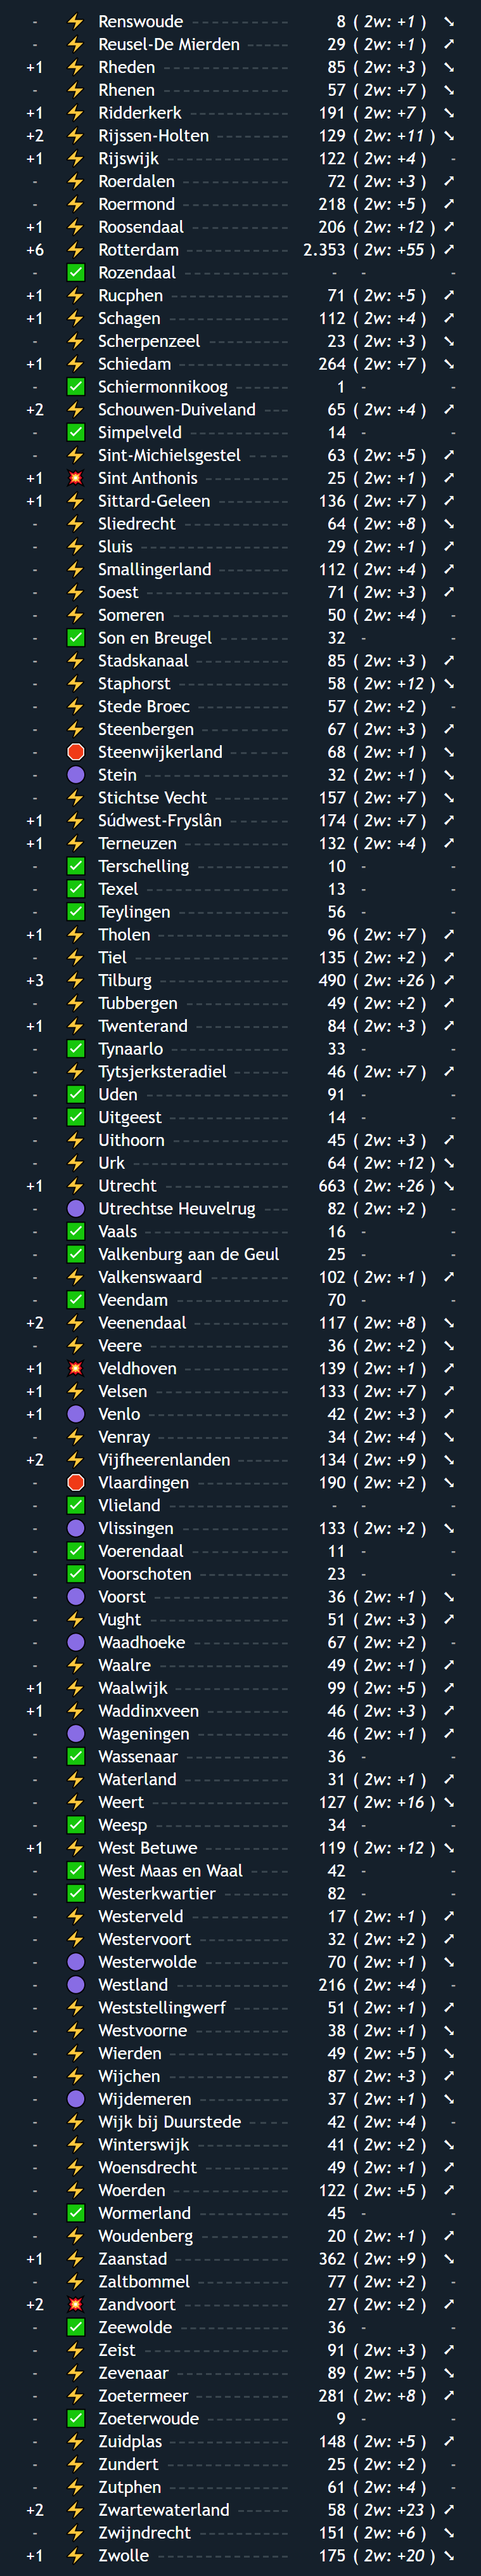 - ⚡ Renswoude ------------ 8 ( 2w: +1 ) ↘
- ⚡ Reusel-De Mierden ----- 29 ( 2w: +1 ) ↗
+1 ⚡ Rheden ---------------- 85 ( 2w: +3 ) ↘
- ⚡ Rhenen ---------------- 57 ( 2w: +7 ) ↘
+1 ⚡ Ridderkerk ------------ 191 ( 2w: +7 ) ↘
+2 ⚡ Rijssen-Holten -------- 129 ( 2w: +11 ) ↘
+1 ⚡ Rijswijk -------------- 122 ( 2w: +4 ) -
- ⚡ Roerdalen ------------- 72 ( 2w: +3 ) ↗
- ⚡ Roermond ------------- 218 ( 2w: +5 ) ↗
+1 ⚡ Roosendaal ----------- 206 ( 2w: +12 ) ↗
+6 ⚡ Rotterdam ------------ 2.353 ( 2w: +55 ) ↗
- ✅ Rozendaal ------------ - - -
+1 ⚡ Rucphen -------------- 71 ( 2w: +5 ) ↗
+1 ⚡ Schagen -------------- 112 ( 2w: +4 ) ↗
- ⚡ Scherpenzeel --------- 23 ( 2w: +3 ) ↘
+1 ⚡ Schiedam ------------- 264 ( 2w: +7 ) ↘
- ✅ Schiermonnikoog ------ 1 - -
+2 ⚡ Schouwen-Duiveland --- 65 ( 2w: +4 ) ↗
- ✅ Simpelveld ----------- 14 - -
- ⚡ Sint-Michielsgestel ----- 63 ( 2w: +5 ) ↗
+1 💥 Sint Anthonis --------- 25 ( 2w: +1 ) ↗
+1 ⚡ Sittard-Geleen -------- 136 ( 2w: +7 ) ↗
- ⚡ Sliedrecht ------------ 64 ( 2w: +8 ) ↘
- ⚡ Sluis ----------------- 29 ( 2w: +1 ) ↗
- ⚡ Smallingerland -------- 112 ( 2w: +4 ) ↗
- ⚡ Soest ----------------- 71 ( 2w: +3 ) ↗
- ⚡ Someren -------------- 50 ( 2w: +4 ) -
- ✅ Son en Breugel -------- 32 - -
- ⚡ Stadskanaal ----------- 85 ( 2w: +3 ) ↗
- ⚡ Staphorst ------------- 58 ( 2w: +12 ) ↘
- ⚡ Stede Broec ----------- 57 ( 2w: +2 ) -
- ⚡ Steenbergen ---------- 67 ( 2w: +3 ) ↗
- 🛑 Steenwijkerland ------- 68 ( 2w: +1 ) ↘
- 🟣 Stein ----------------- 32 ( 2w: +1 ) ↘
- ⚡ Stichtse Vecht --------- 157 ( 2w: +7 ) ↘
+1 ⚡ Súdwest-Fryslân ------- 174 ( 2w: +7 ) ↗
+1 ⚡ Terneuzen ------------ 132 ( 2w: +4 ) ↗
- ✅ Terschelling ----------- 10 - -
- ✅ Texel ----------------- 13 - -
- ✅ Teylingen ------------- 56 - -
+1 ⚡ Tholen --------------- 96 ( 2w: +7 ) ↗
- ⚡ Tiel ------------------ 135 ( 2w: +2 ) ↗
+3 ⚡ Tilburg --------------- 490 ( 2w: +26 ) ↗
- ⚡ Tubbergen ------------ 49 ( 2w: +2 ) ↗
+1 ⚡ Twenterand ----------- 84 ( 2w: +3 ) ↗
- ✅ Tynaarlo ------------- 33 - -
- ⚡ Tytsjerksteradiel ------- 46 ( 2w: +7 ) ↗
- ✅ Uden ----------------- 91 - -
- ✅ Uitgeest -------------- 14 - -
- ⚡ Uithoorn ------------- 45 ( 2w: +3 ) ↗
- ⚡ Urk ------------------ 64 ( 2w: +12 ) ↘
+1 ⚡ Utrecht -------------- 663 ( 2w: +26 ) ↘
- 🟣 Utrechtse Heuvelrug ---- 82 ( 2w: +2 ) -
- ✅ Vaals ---------------- 16 - -
- ✅ Valkenburg aan de Geul 25 - -
- ⚡ Valkenswaard --------- 102 ( 2w: +1 ) ↗
- ✅ Veendam ------------- 70 - -
+2 ⚡ Veenendaal ----------- 117 ( 2w: +8 ) ↘
- ⚡ Veere ---------------- 36 ( 2w: +2 ) ↘
+1 💥 Veldhoven ------------ 139 ( 2w: +1 ) ↗
+1 ⚡ Velsen --------------- 133 ( 2w: +7 ) ↗
+1 🟣 Venlo ---------------- 42 ( 2w: +3 ) ↗
- ⚡ Venray --------------- 34 ( 2w: +4 ) ↘
+2 ⚡ Vijfheerenlanden ------ 134 ( 2w: +9 ) ↘
- 🛑 Vlaardingen ----------- 190 ( 2w: +2 ) ↘
- ✅ Vlieland -------------- - - -
- 🟣 Vlissingen ------------ 133 ( 2w: +2 ) ↘
- ✅ Voerendaal ----------- 11 - -
- ✅ Voorschoten ---------- 23 - -
- 🟣 Voorst --------------- 36 ( 2w: +1 ) ↘
- ⚡ Vught ---------------- 51 ( 2w: +3 ) ↗
- 🟣 Waadhoeke ----------- 67 ( 2w: +2 ) -
- ⚡ Waalre --------------- 49 ( 2w: +1 ) ↗
+1 ⚡ Waalwijk ------------- 99 ( 2w: +5 ) ↗
+1 ⚡ Waddinxveen --------- 46 ( 2w: +3 ) ↗
- 🟣 Wageningen ---------- 46 ( 2w: +1 ) ↗
- ✅ Wassenaar ------------ 36 - -
- ⚡ Waterland ------------ 31 ( 2w: +1 ) ↗
- ⚡ Weert ---------------- 127 ( 2w: +16 ) ↘
- ✅ Weesp --------------- 34 - -
+1 ⚡ West Betuwe ---------- 119 ( 2w: +12 ) ↘
- ✅ West Maas en Waal ----- 42 - -
- ✅ Westerkwartier -------- 82 - -
- ⚡ Westerveld ----------- 17 ( 2w: +1 ) ↗
- ⚡ Westervoort ---------- 32 ( 2w: +2 ) ↗
- 🟣 Westerwolde ---------- 70 ( 2w: +1 ) ↘
- 🟣 Westland ------------- 216 ( 2w: +4 ) -
- ⚡ Weststellingwerf ------- 51 ( 2w: +1 ) ↗
- ⚡ Westvoorne ----------- 38 ( 2w: +1 ) ↘
- ⚡ Wierden -------------- 49 ( 2w: +5 ) ↘
- ⚡ Wijchen -------------- 87 ( 2w: +3 ) ↗
- 🟣 Wijdemeren ----------- 37 ( 2w: +1 ) ↘
- ⚡ Wijk bij Duurstede ----- 42 ( 2w: +4 ) -
- ⚡ Winterswijk ----------- 41 ( 2w: +2 ) ↘
- ⚡ Woensdrecht ---------- 49 ( 2w: +1 ) ↗
- ⚡ Woerden ------------- 122 ( 2w: +5 ) ↗
- ✅ Wormerland ---------- 45 - -
- ⚡ Woudenberg ---------- 20 ( 2w: +1 ) ↗
+1 ⚡ Zaanstad ------------- 362 ( 2w: +9 ) ↘
- ⚡ Zaltbommel ---------- 77 ( 2w: +2 ) -
+2 💥 Zandvoort ------------ 27 ( 2w: +2 ) ↗
- ✅ Zeewolde ------------ 36 - -
- ⚡ Zeist ---------------- 91 ( 2w: +3 ) ↗
- ⚡ Zevenaar ------------- 89 ( 2w: +5 ) ↘
- ⚡ Zoetermeer ----------- 281 ( 2w: +8 ) ↗
- ✅ Zoeterwoude --------- 9 - -
- ⚡ Zuidplas ------------- 148 ( 2w: +5 ) ↗
- ⚡ Zundert -------------- 25 ( 2w: +2 ) -
- ⚡ Zutphen ------------- 61 ( 2w: +4 ) -
+2 ⚡ Zwartewaterland ------ 58 ( 2w: +23 ) ↗
- ⚡ Zwijndrecht ---------- 151 ( 2w: +6 ) ↘
+1 ⚡ Zwolle --------------- 175 ( 2w: +20 ) ↘